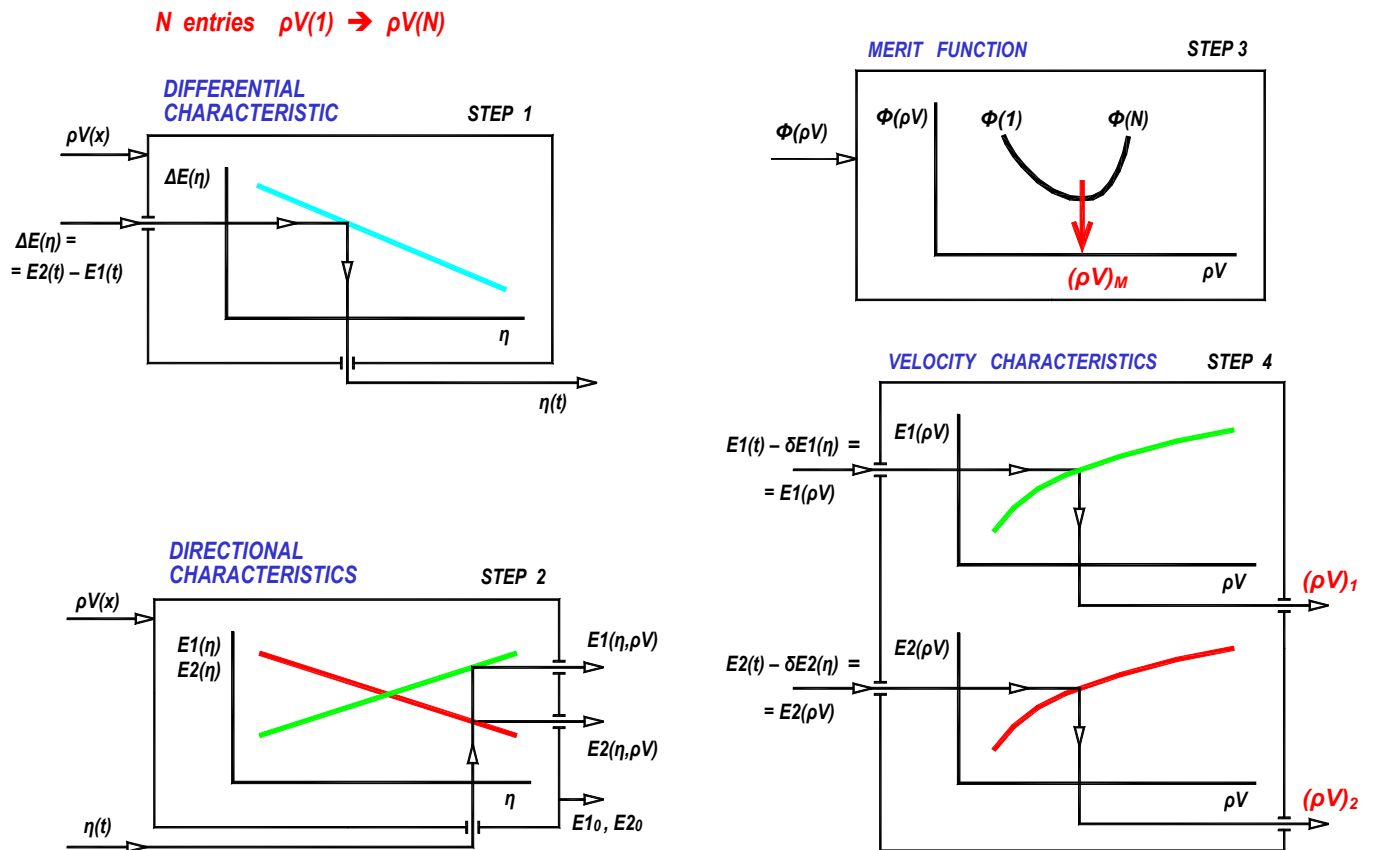 N entries ρV(1) ➔ ρV(N)
DIFFERENTIAL
CHARACTERISTIC
STEP 1
ρV(x)
ΔE(η)
ΔE(η) =
= E2(t) – E1(t)
η
η(t)
DIRECTIONAL
CHARACTERISTICS
STEP 2
ρV(x)
E1(η)
E2(η)
E1(η,ρV)
E2(η,ρV)
η
E1₀ , E2₀
η(t)
MERIT FUNCTION
STEP 3
Φ(ρV)
Φ(ρV)
Φ(1)
Φ(N)
(ρV)M
ρV
VELOCITY CHARACTERISTICS
STEP 4
E1(t) – δE1(η) =
= E1(ρV)
E1(ρV)
ρV
(ρV)₁
E2(t) – δE2(η) =
= E2(ρV)
E2(ρV)
ρV
(ρV)₂